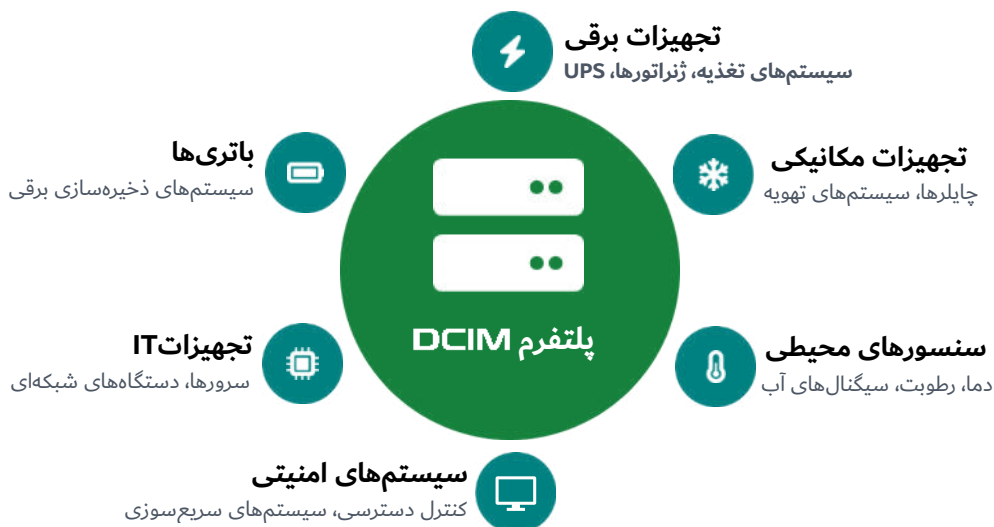 تجهیزات برقی
سیستم‌های تغذیه، ژنراتورها، UPS
باتری‌ها
سیستم‌های ذخیره‌سازی برقی
تجهیزات مکانیکی
چایلرها، سیستم‌های تهویه
پلتفرم DCIM
تجهیزاتIT
سرورها، دستگاه‌های شبکه‌ای
سنسورهای محیطی
دما، رطوبت، سیگنال‌های آب
سیستم‌های امنیتی
کنترل دسترسی، سیستم‌های سریع‌سوزی